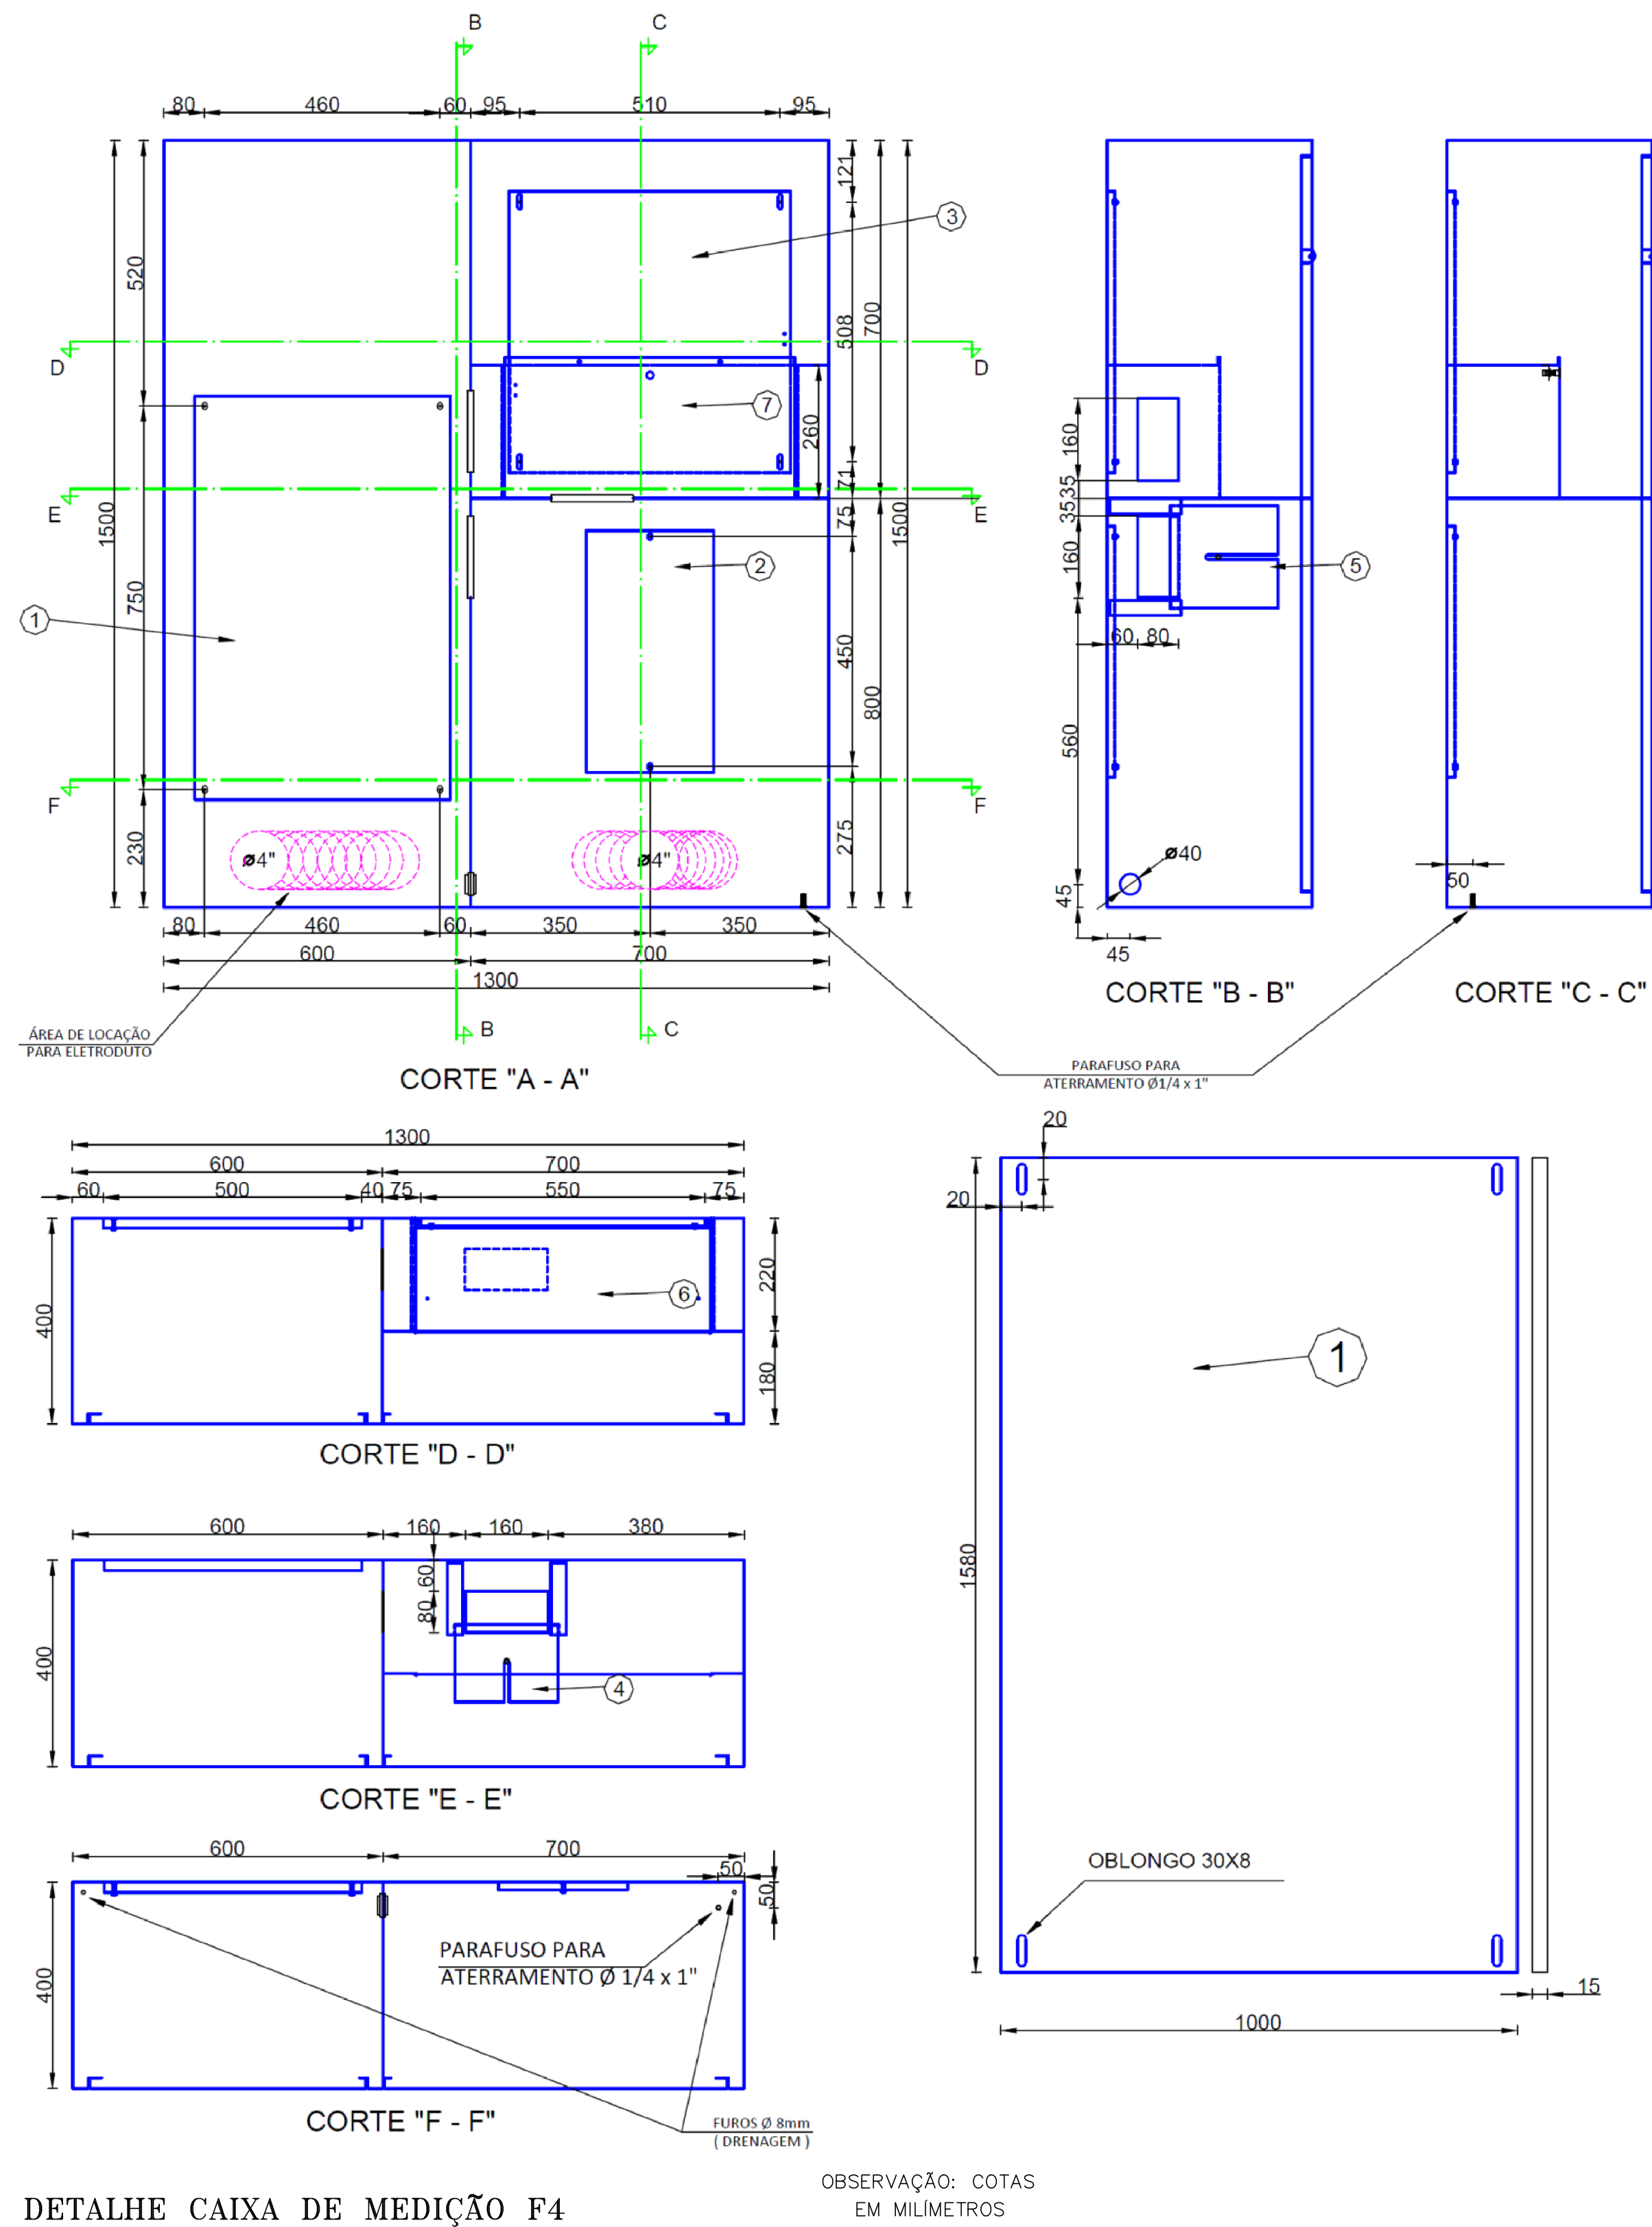 B
C
80
460
60
95
510
95
121
3
520
508
700
D
D
7
260
160
71
35
E
E
1500
75
1500
35
2
160
5
750
1
60
80
450
800
560
F
F
230
ø4"
ø4"
275
ø40
50
45
80
460
60
350
350
45
600
700
1300
CORTE "B - B"
CORTE "C - C"
B
C
ÁREA DE LOCAÇÃO
PARA ELETRODUTO
CORTE "A - A"
PARAFUSO PARA
ATERRAMENTO Ø1/4 x 1"
1300
600
700
60
500
40
75
550
75
400
220
6
180
CORTE "D - D"
600
160
160
380
60
80
400
4
CORTE "E - E"
600
700
50
50
400
PARAFUSO PARA
ATERRAMENTO Ø 1/4 x 1"
CORTE "F - F"
FUROS Ø 8mm
( DRENAGEM )
20
20
1
1580
OBLONGO 30X8
15
1000
OBSERVAÇÃO: COTAS
EM MILÍMETROS
DETALHE CAIXA DE MEDIÇÃO F4